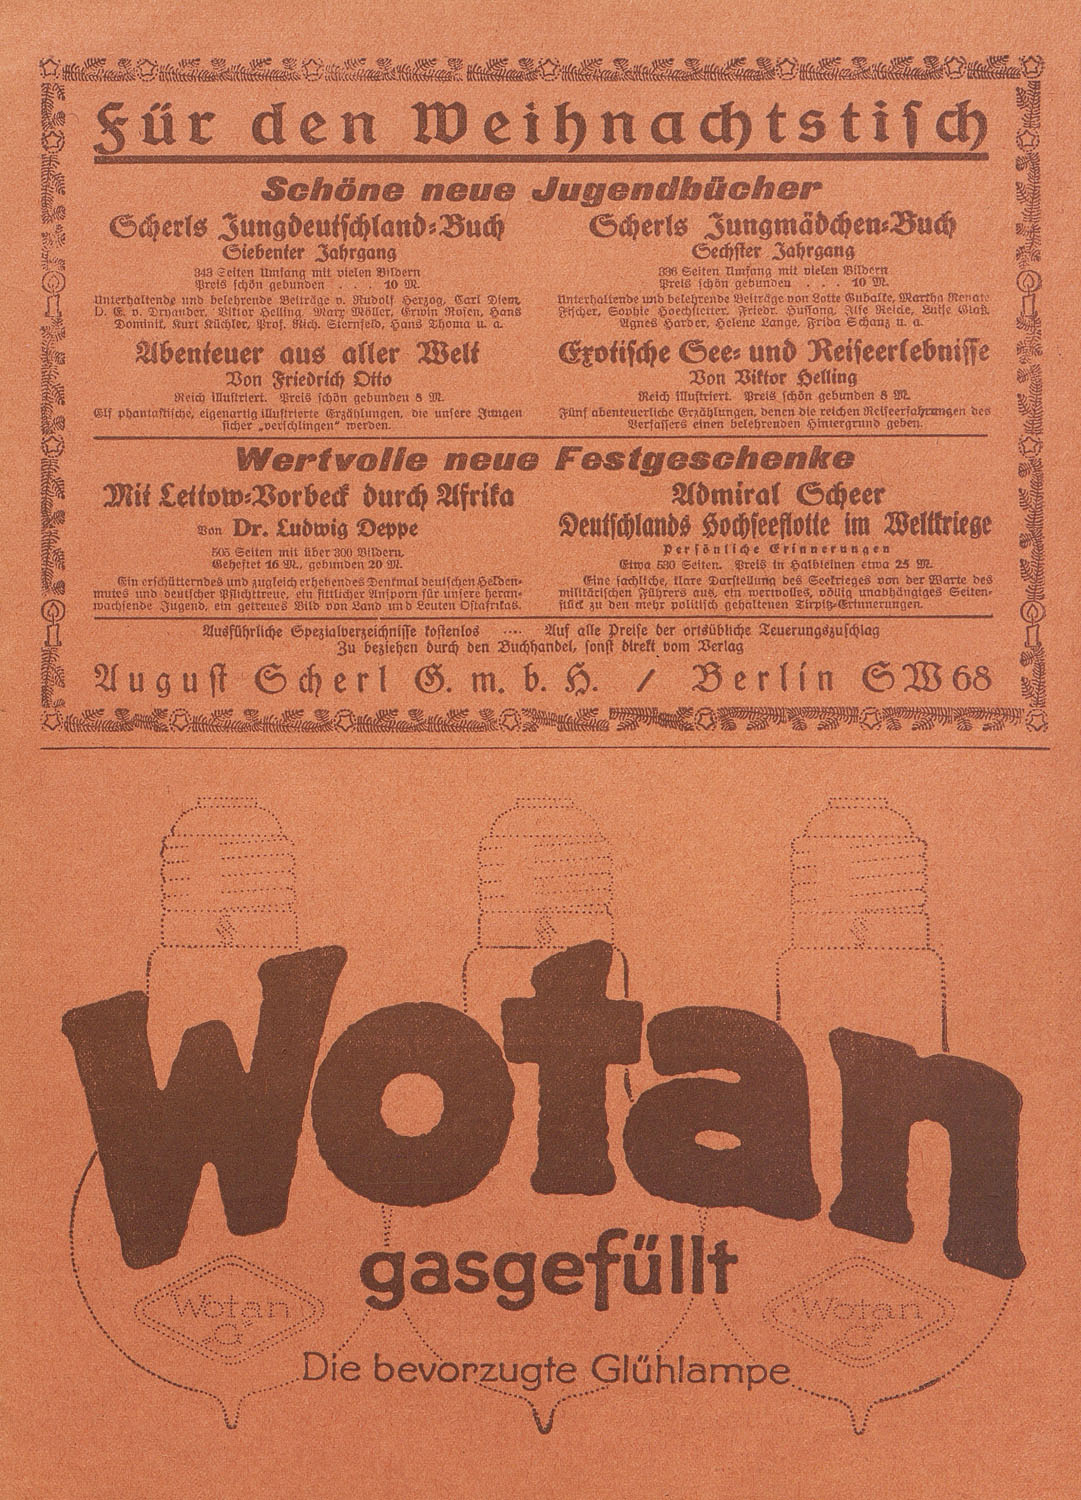 Für den Weihnachtstisch
Schöne neue Jugendbücher
Scherls Jungdeutschland-Buch
Siebenter Jahrgang
343 Seiten Umfang mit vielen Bildern
Preis schön gebunden . . . 10 M.
Unterhaltende und belehrende Beiträge v. Rudolf Herzog, Carl Diem,
D. E. v. Dryander, Viktor Helling, Marx Möller, Erwin Rosen, Hans
Dominik, Kurt Küchler, Prof. Rich. Sternfeld, Hans Thoma u. a.
Abenteuer aus aller Welt
Von Friedrich Otto
Reich illustriert. Preis schön gebunden 8 M.
Elf phantastische, eigenartig illustrierte Erzählungen, die unsere Jungen
sicher „verschlingen“ werden.
Scherls Jungmädchen-Buch
Sechster Jahrgang
336 Seiten Umfang mit vielen Bildern
Preis schön gebunden . . . 10 M.
Unterhaltende und belehrende Beiträge von Lotte Gubalke, Martha Renate
Fischer, Sophie Hoechstetter, Friedr. Hussong, Ilse Reicke, Luise Glaß,
Agnes Harder, Helene Lange, Frida Schanz u. a.
Exotische See- und Reiseerlebnisse
Von Viktor Helling
Reich illustriert. Preis schön gebunden 8 M.
Fünf abenteuerliche Erzählungen, denen die reichen Reiseerfahrungen des
Verfassers einen belehrenden Hintergrund geben.
Wertvolle neue Festgeschenke
Mit Lettow-Vorbeck durch Afrika
Von Dr. Ludwig Deppe
505 Seiten mit über 300 Bildern.
Geheftet 16 M., gebunden 20 M.
Ein erschütterndes und zugleich erhebendes Denkmal deutschen Helden-
mutes und deutscher Pflichttreue, ein sittlicher Ansporn für unsere heran-
wachsende Jugend, ein getreues Bild von Land und Leuten Ostafrikas.
Admiral Scheer
Deutschlands Hochseeflotte im Weltkriege
Persönliche Erinnerungen
Etwa 530 Seiten. Preis in Halbleinen etwa 25 M.
Eine sachliche, klare Darstellung des Seekrieges von der Warte des
militärischen Führers aus, ein wertvolles, völlig unabhängiges Seiten-
stück zu den mehr politisch gehaltenen Tirpitz-Erinnerungen.
Ausführliche Spezialverzeichnisse kostenlos ···· Auf alle Preise der ortsübliche Teuerungszuschlag
Zu beziehen durch den Buchhandel, sonst direkt vom Verlag
August Scherl G. m. b. H. / Berlin SW 68
Wotan
gasgefüllt
Wotan
G
Wotan
G
Die bevorzugte Glühlampe